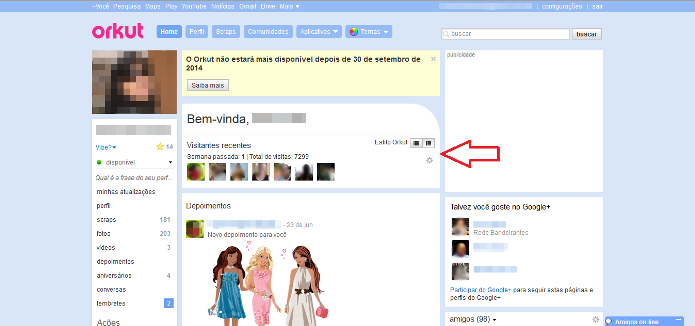 +Você Pesquisa Maps Play YouTube Notícias Gmail Drive Mais
configurações | sair
orkut
Home Perfil Scraps Comunidades Aplicativos Temas
buscar buscar
O Orkut não estará mais disponível depois de 30 de setembro de 2014
Saiba mais
publicidade
Bem-vinda,
Estilo Orkut
Visitantes recentes
Semana passada: 1 | Total de visitas: 7299
Vibe? 14
disponível
Qual é a frase do seu perf...
minhas atualizações
perfil
scraps 181
fotos 203
vídeos 3
depoimentos
aniversários 4
conversas
lembretes 2
Ações
Depoimentos
- 23 de jun
Novo depoimento para você
Talvez você goste no Google+
Rede Bandeirantes
Participar do Google+ para seguir estas páginas e
perfis do Google+
amigos (98)
Amigos on line